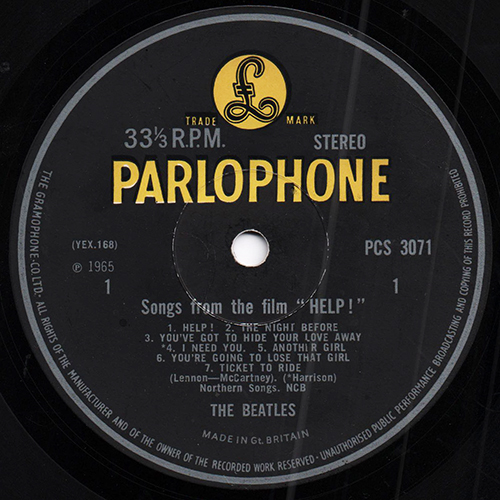 TRADE MARK
33⅓ R.P.M. STEREO
PARLOPHONE
(YEX.168) PCS 3071
℗ 1965
1 1
Songs from the film "HELP!"
1. HELP! 2. THE NIGHT BEFORE
3. YOU'VE GOT TO HIDE YOUR LOVE AWAY
*4. I NEED YOU. 5. ANOTHER GIRL
6. YOU'RE GOING TO LOSE THAT GIRL
7. TICKET TO RIDE
(Lennon—McCartney). (*Harrison)
Northern Songs. NCB
THE BEATLES
MADE IN Gt. BRITAIN
THE GRAMOPHONE CO. LTD. - ALL RIGHTS OF THE MANUFACTURER AND OF THE OWNER OF THE RECORDED WORK RESERVED - UNAUTHORISED PUBLIC PERFORMANCE BROADCASTING AND COPYING OF THIS RECORD PROHIBITED